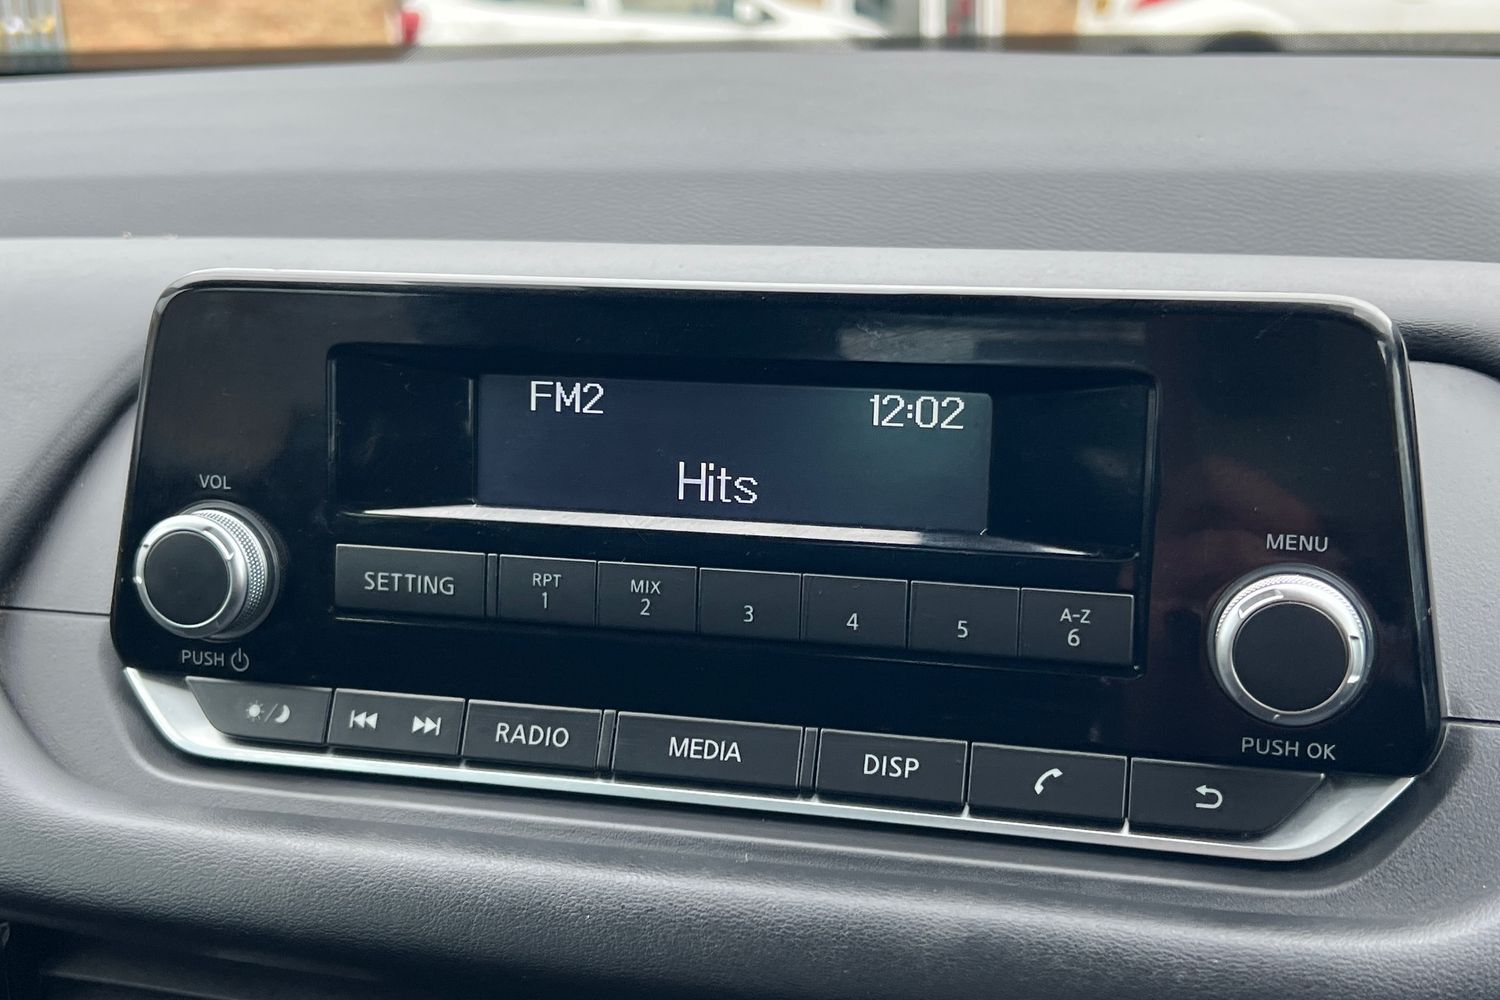 FM2 12:02
Hits
VOL
PUSH
MENU
PUSH OK
SETTING
RPT
1
MIX
2
3
4
5
A-Z
6
RADIO
MEDIA
DISP